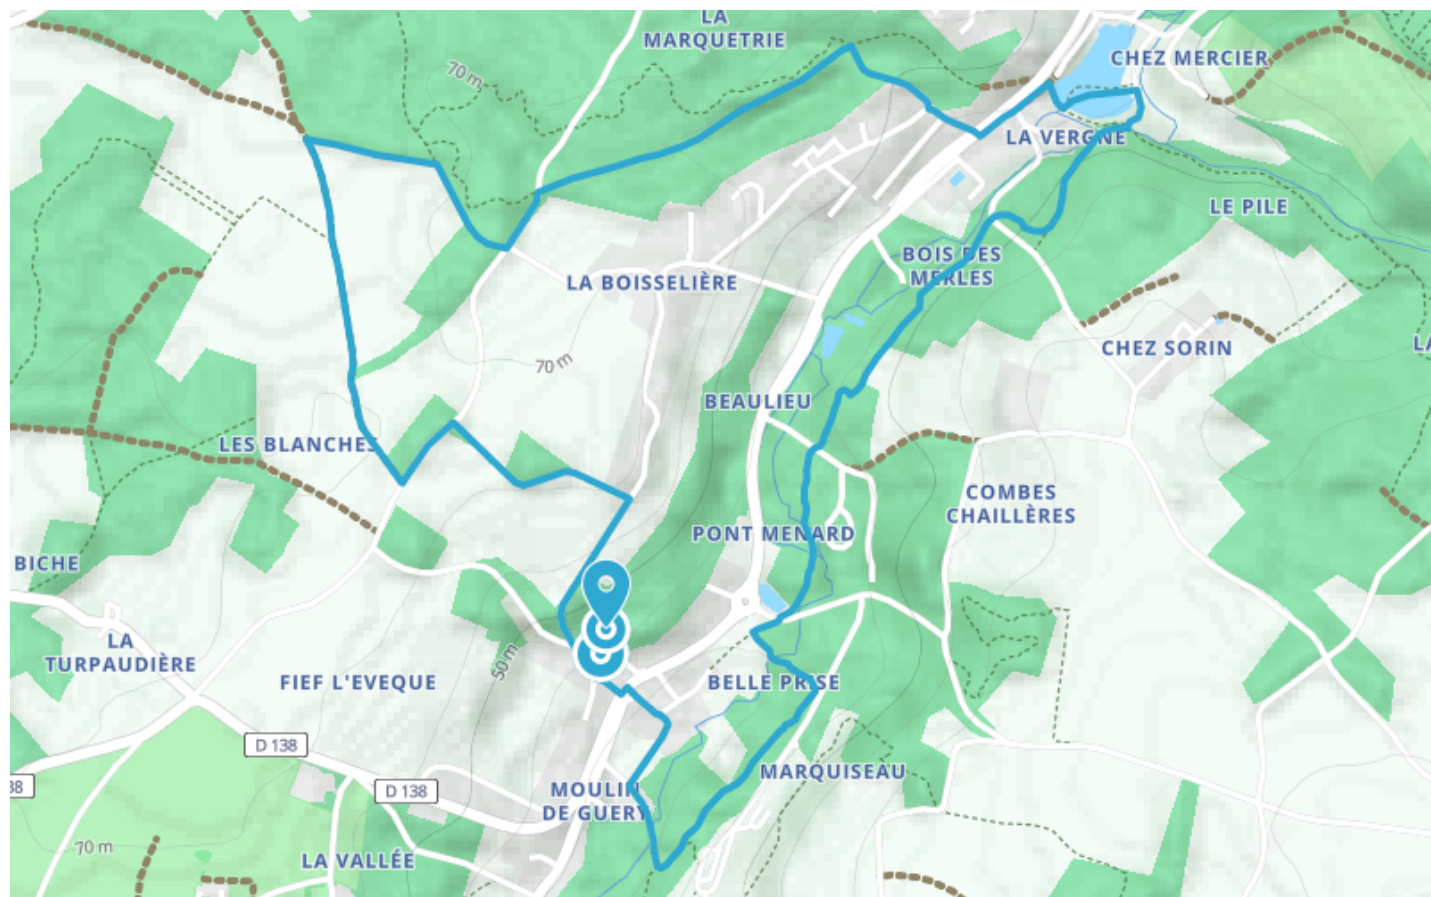 LA
MARQUETRIE
CHEZ MERCIER
70 m
LA VERGNE
LE PILE
BOIS DES
MERLES
LA BOISSELIÈRE
CHEZ SORIN
70 m
BEAULIEU
LES BLANCHES
COMBES
CHAILLÈRES
PONT MENARD
BICHE
LA
TURPAUDIÈRE
50 m
FIEF L'EVEQUE
BELLE PRISE
D 138
MARQUISEAU
38
D 138
MOULIN
DE GUERY
70 m
LA VALLÉE